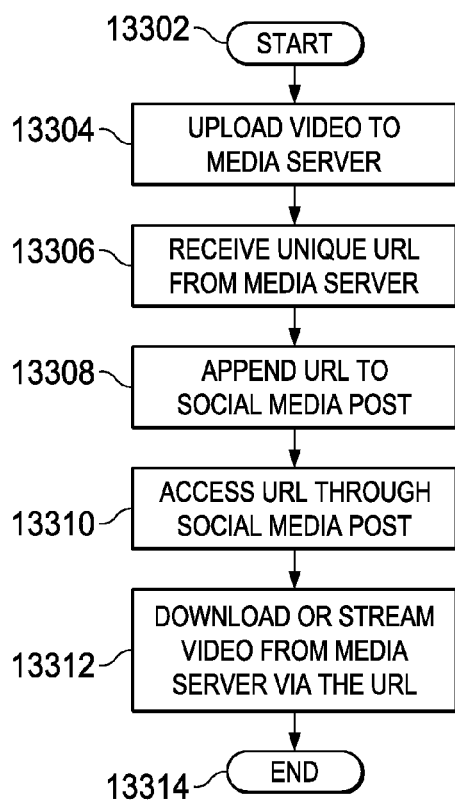 13302
START
13304
UPLOAD VIDEO TO
MEDIA SERVER
13306
RECEIVE UNIQUE URL
FROM MEDIA SERVER
13308
APPEND URL TO
SOCIAL MEDIA POST
13310
ACCESS URL THROUGH
SOCIAL MEDIA POST
13312
DOWNLOAD OR STREAM
VIDEO FROM MEDIA
SERVER VIA THE URL
13314
END